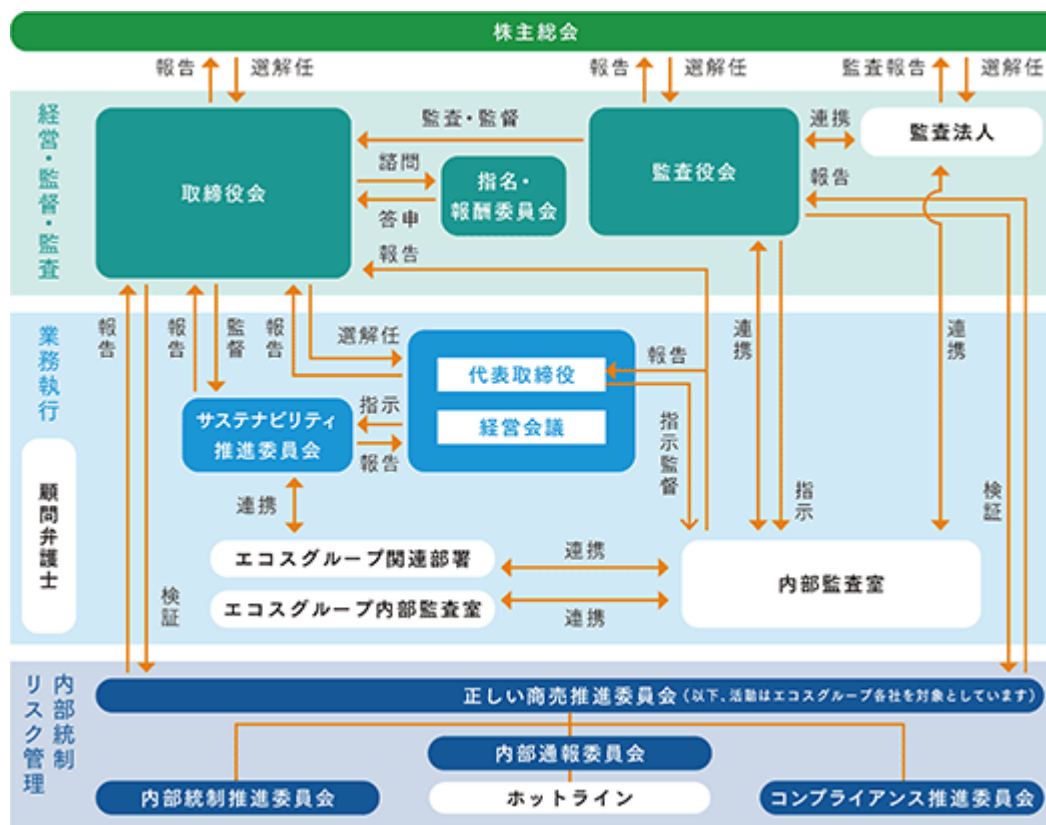 株主総会
報告
選解任
報告
選解任
監査報告
選解任
経営・監督・監査
取締役会
監査・監督
諮問
答申
指名・
報酬委員会
監査役会
連携
監査法人
報告
報告
業務執行
報告
報告
監督
報告
選解任
代表取締役
経営会議
報告
指示監督
連携
連携
サステナビリティ
推進委員会
指示
報告
連携
指示
検証
顧問弁護士
エコスグループ関連部署
連携
エコスグループ内部監査室
連携
内部監査室
検証
内部統制
リスク管理
正しい商売推進委員会(以下、活動はエコスグループ各社を対象としています)
内部通報委員会
内部統制推進委員会
ホットライン
コンプライアンス推進委員会